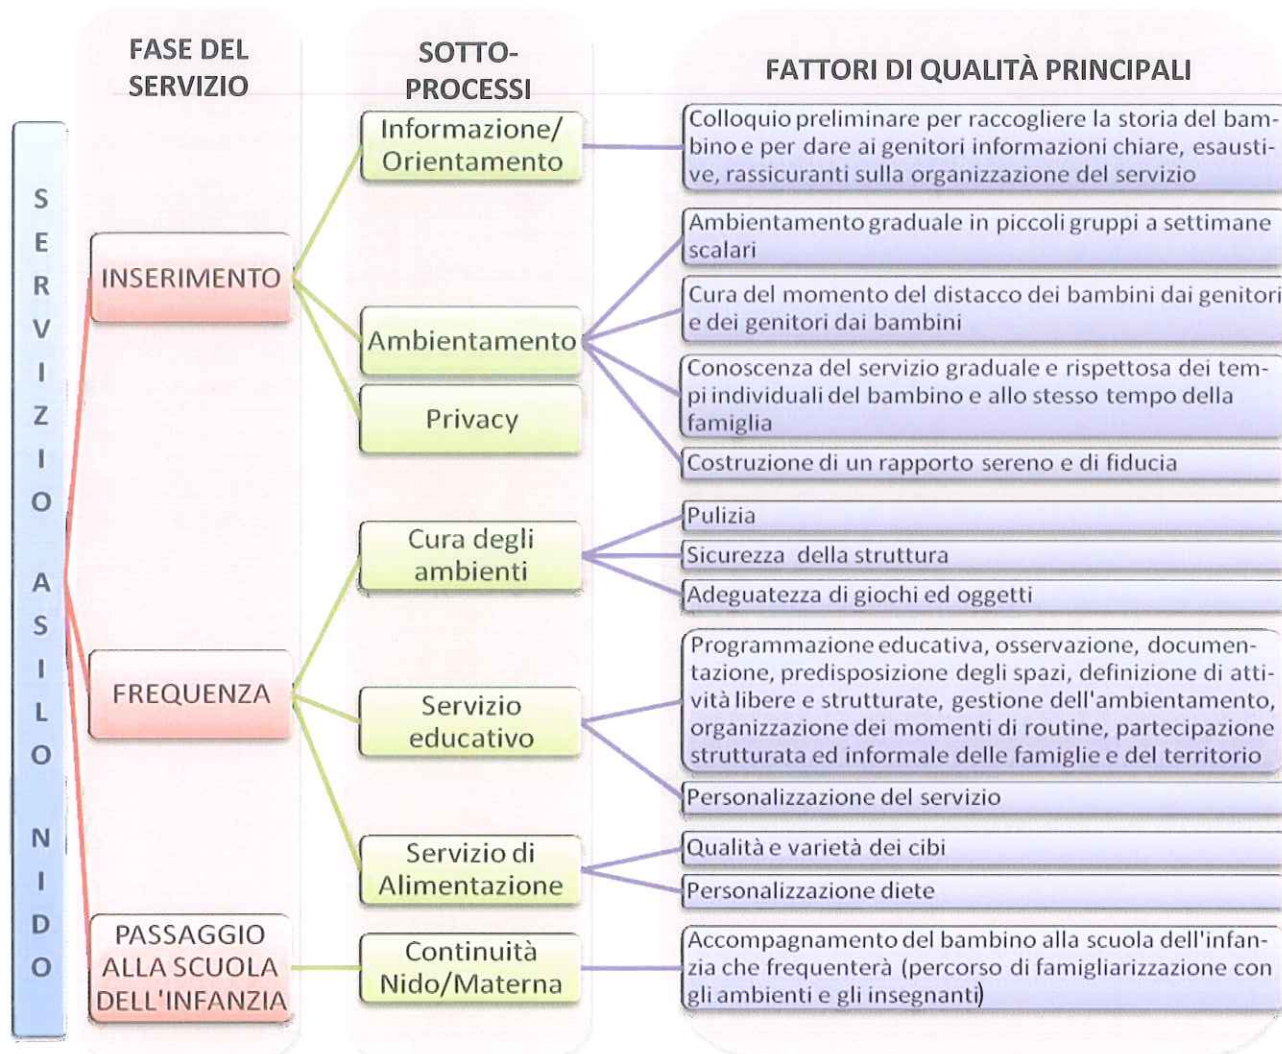 FASE DEL
SERVIZIO
SOTTO-
PROCESSI
FATTORI DI QUALITÀ PRINCIPALI
SERVIZIO ASILO NIDO
INSERIMENTO
Informazione/
Orientamento
Colloquio preliminare per raccogliere la storia del bam-
bino e per dare ai genitori informazioni chiare, esausti-
ve, rassicuranti sulla organizzazione del servizio
Ambientamento
Ambientamento graduale in piccoli gruppi a settimane
scalari
Cura del momento del distacco dei bambini dai genitori
e dei genitori dai bambini
Conoscenza del servizio graduale e rispettosa dei tem-
pi individuali del bambino e allo stesso tempo della
famiglia
Costruzione di un rapporto sereno e di fiducia
Privacy
FREQUENZA
Cura degli
ambienti
Pulizia
Sicurezza della struttura
Adeguatezza di giochi ed oggetti
Servizio
educativo
Programmazione educativa, osservazione, documen-
tazione, predisposizione degli spazi, definizione di atti-
vità libere e strutturate, gestione dell'ambientamento,
organizzazione dei momenti di routine, partecipazione
strutturata ed informale delle famiglie e del territorio
Personalizzazione del servizio
Servizio di
Alimentazione
Qualità e varietà dei cibi
Personalizzazione diete
PASSAGGIO
ALLA SCUOLA
DELL'INFANZIA
Continuità
Nido/Materna
Accompagnamento del bambino alla scuola dell'infan-
zia che frequenterà (percorso di famigliarizzazione con
gli ambienti e gli insegnanti)